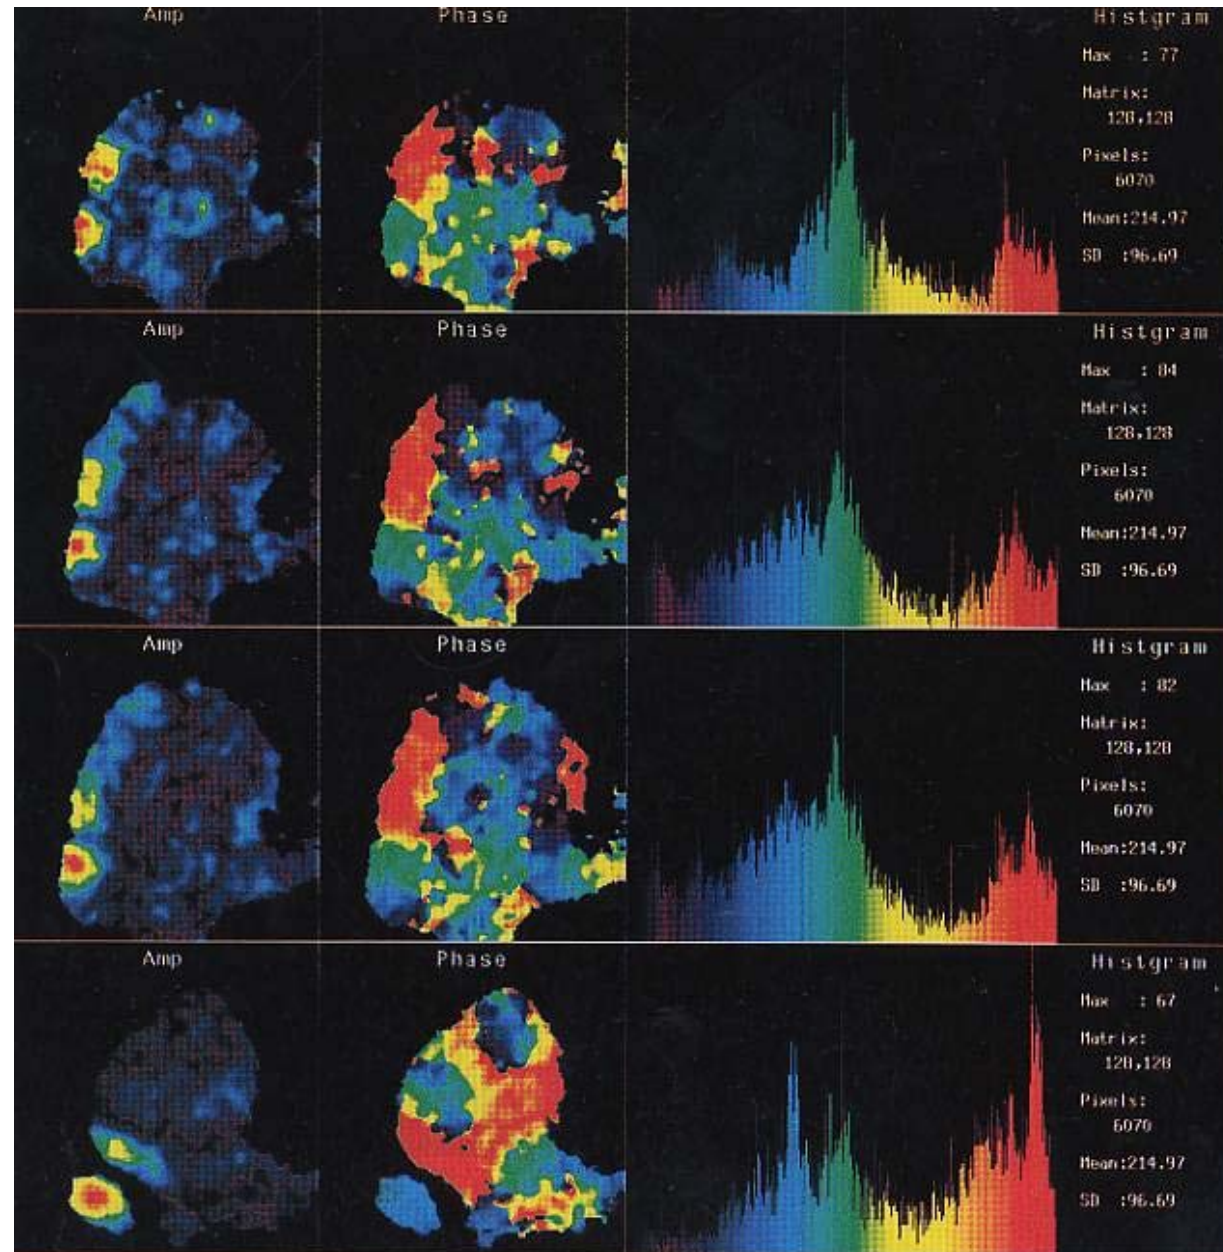 Amp Phase Histgram
Max : 77
Matrix:
128,128
Pixels:
6070
Mean:214.97
SD :96.69
Amp Phase Histgram
Max : 84
Matrix:
128,128
Pixels:
6070
Mean:214.97
SD :96.69
Amp Phase Histgram
Max : 82
Matrix:
128,128
Pixels:
6070
Mean:214.97
SD :96.69
Amp Phase Histgram
Max : 67
Matrix:
128,128
Pixels:
6070
Mean:214.97
SD :96.69